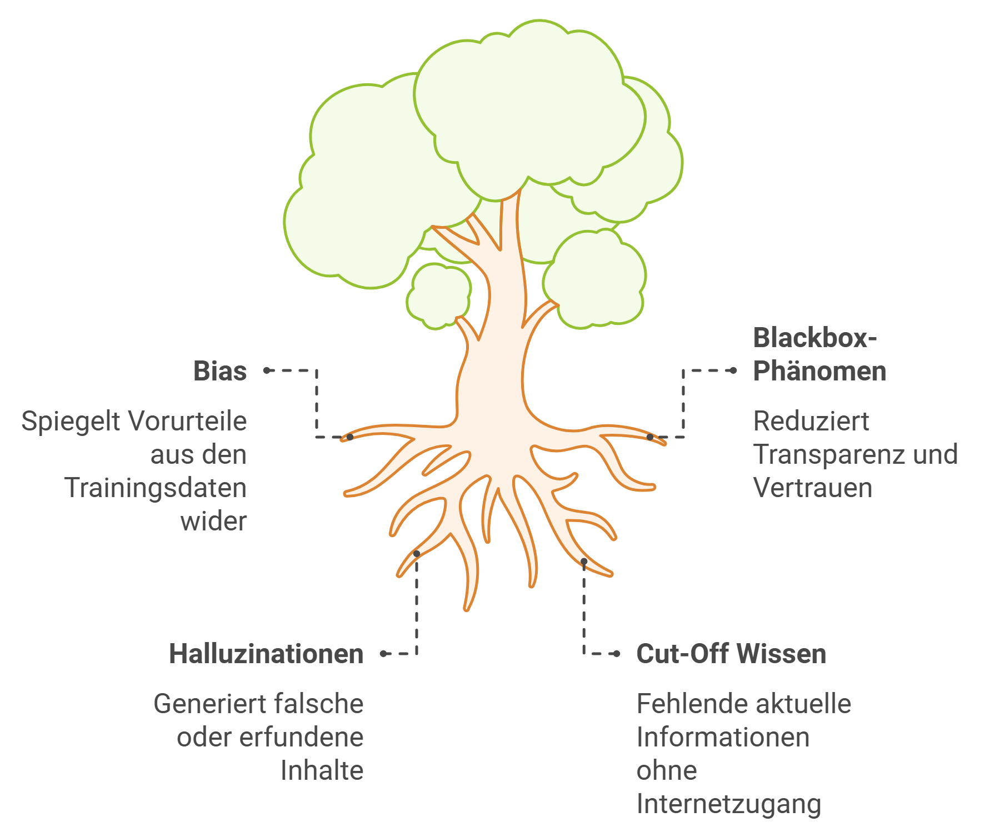 Bias
Spiegelt Vorurteile
aus den
Trainingsdaten
wider
Blackbox-
Phänomen
Reduziert
Transparenz und
Vertrauen
Halluzinationen
Generiert falsche
oder erfundene
Inhalte
Cut-Off Wissen
Fehlende aktuelle
Informationen
ohne
Internetzugang